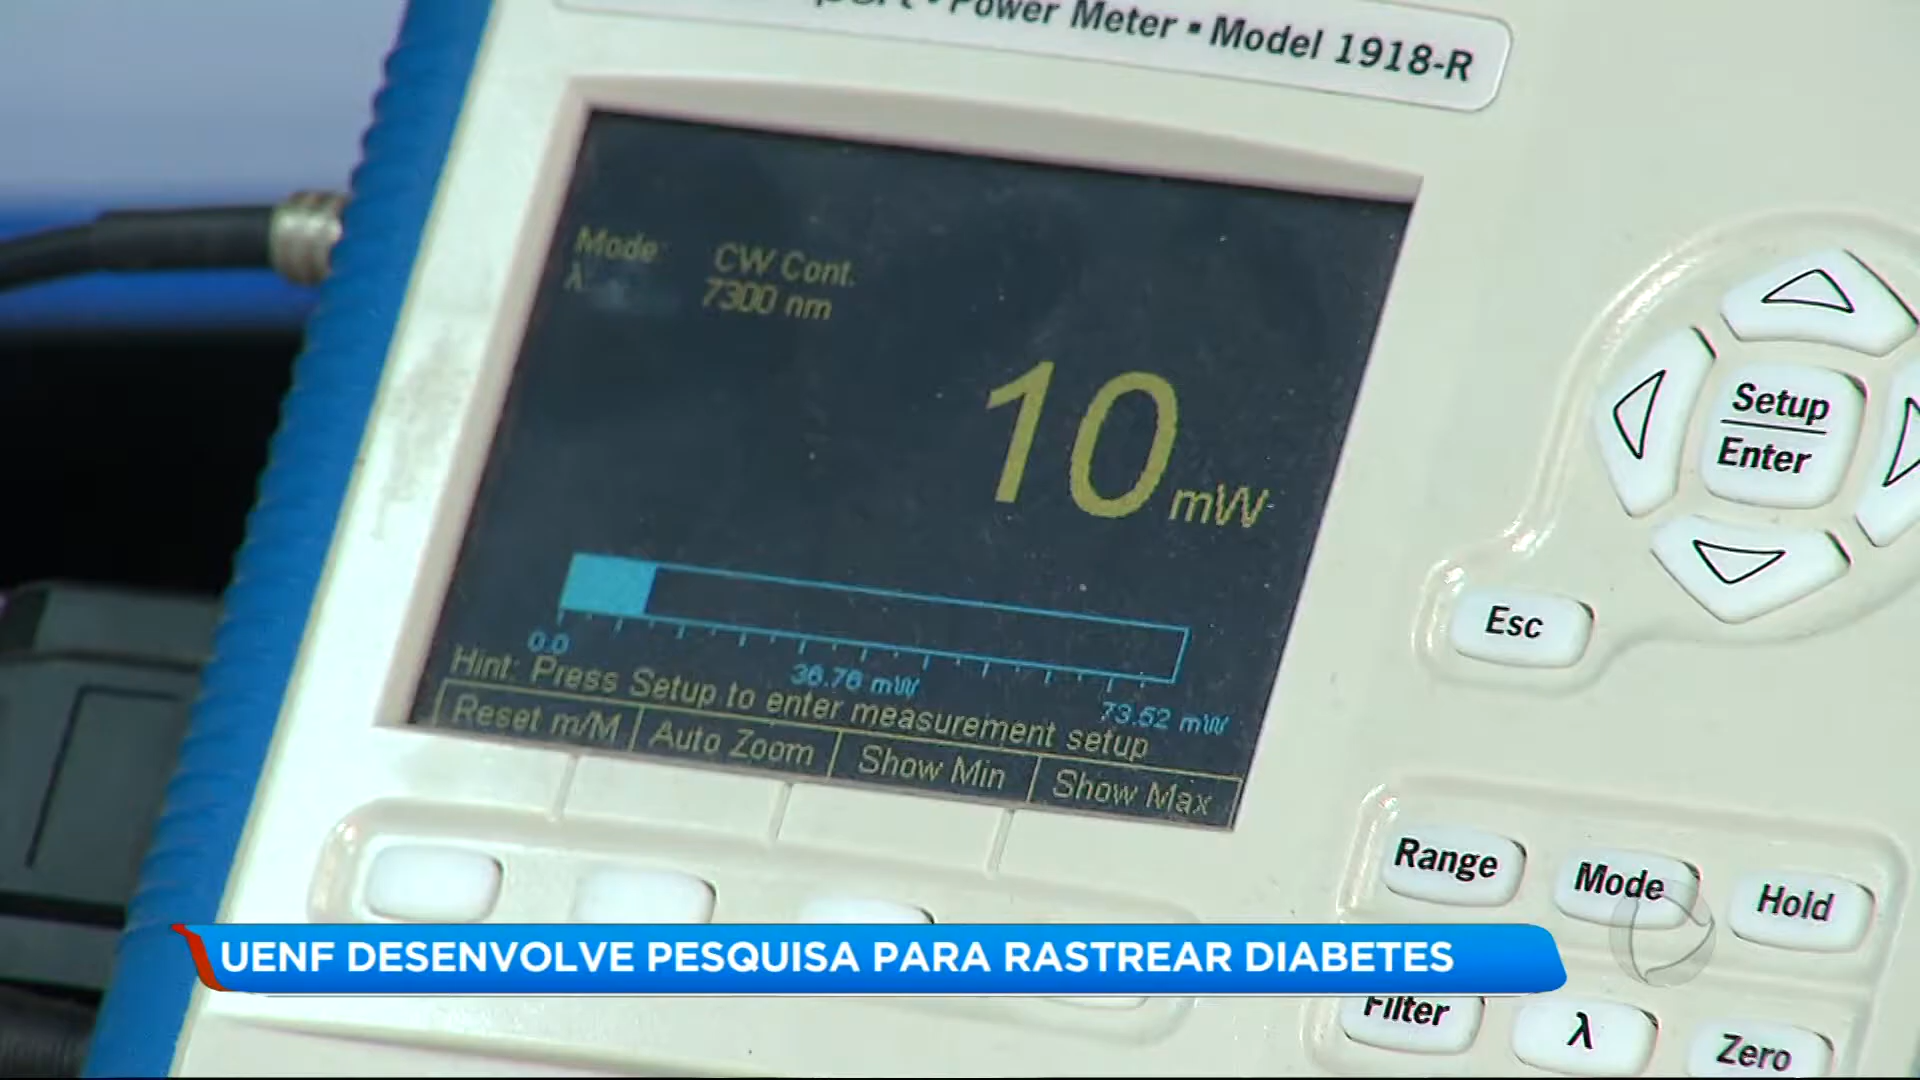 Power Meter ▪ Model 1918-R
Mode: CW Cont.
λ: 7300 nm
10 mW
0.0
36.76 mW
73.52 mW
Hint: Press Setup to enter measurement setup
Reset m/M Auto Zoom Show Min Show Max
Setup
Enter
Esc
Range Mode Hold
Filter λ Zero
UENF DESENVOLVE PESQUISA PARA RASTREAR DIABETES